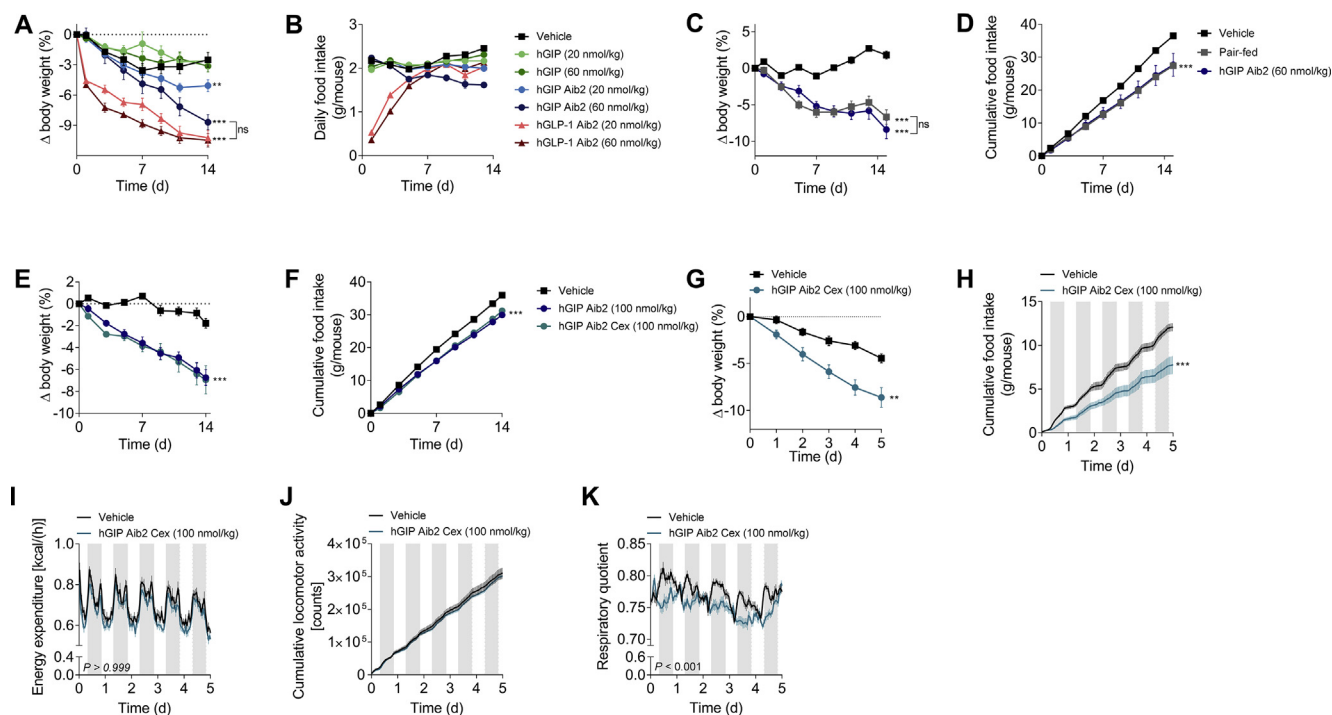 A
Δ body weight (%)
0
-3
-6
-9
**
***
ns
***
0
7
14
Time (d)
B
Daily food intake
(g/mouse)
3
2
1
0
0
7
14
Time (d)
Vehicle
hGIP (20 nmol/kg)
hGIP (60 nmol/kg)
hGIP Aib2 (20 nmol/kg)
hGIP Aib2 (60 nmol/kg)
hGLP-1 Aib2 (20 nmol/kg)
hGLP-1 Aib2 (60 nmol/kg)
C
Δ body weight (%)
5
0
-5
-10
***
***
ns
0
7
14
Time (d)
D
Cumulative food intake
(g/mouse)
40
30
20
10
0
***
0
7
14
Time (d)
Vehicle
Pair-fed
hGIP Aib2 (60 nmol/kg)
E
Δ body weight (%)
2
0
-2
-4
-6
-8
-10
***
0
7
14
Time (d)
F
Cumulative food intake
(g/mouse)
40
30
20
10
0
***
0
7
14
Time (d)
Vehicle
hGIP Aib2 (100 nmol/kg)
hGIP Aib2 Cex (100 nmol/kg)
G
Vehicle
hGIP Aib2 Cex (100 nmol/kg)
Δ body weight (%)
0
-5
-10
**
0 1 2 3 4 5
Time (d)
H
Vehicle
hGIP Aib2 Cex (100 nmol/kg)
Cumulative food intake
(g/mouse)
15
10
5
0
***
0 1 2 3 4 5
Time (d)
I
Vehicle
hGIP Aib2 Cex (100 nmol/kg)
Energy expenditure [kcal/(h)]
1.0
0.8
0.6
0.4
0.0
P > 0.999
0 1 2 3 4 5
Time (d)
J
Vehicle
hGIP Aib2 Cex (100 nmol/kg)
Cumulative locomotor activity
[counts]
4×10⁵
3×10⁵
2×10⁵
1×10⁵
0
0 1 2 3 4 5
Time (d)
K
Vehicle
hGIP Aib2 Cex (100 nmol/kg)
Respiratory quotient
0.85
0.80
0.75
0.70
0.00
P < 0.001
0 1 2 3 4 5
Time (d)